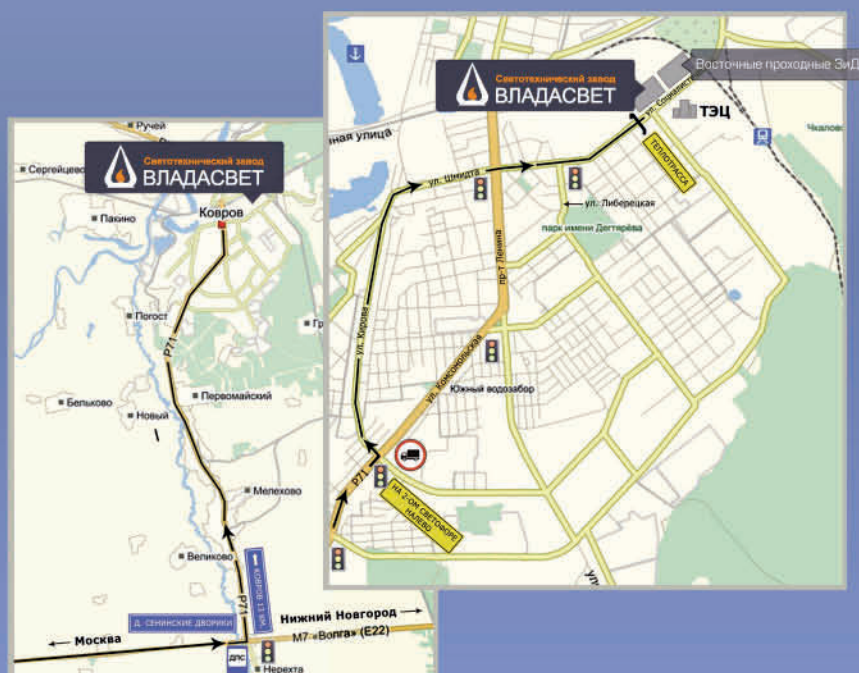 Ручей
Сергейцево
Светотехнический завод
ВЛАДАСВЕТ
Ковров
Пакино
Погост
Р71
Первомайский
Бельково
Новый
Мелехово
Великово
КОВРОВ 13 КМ.
Р71
Д. СЕНИНСКИЕ ДВОРИКИ
Нижний Новгород
Москва
М7 «Волга» (Е22)
ДПС
Нерехта
Светотехнический завод
ВЛАДАСВЕТ
Восточные проходные ЗиД
ул. Социалист
ТЭЦ
ная улица
ТЕПЛОТРАССА
ул. Шмидта
ул. Либерецкая
парк имени Дегтярёва
пр-т Ленина
ул. Кирова
ул. Комсомольская
Южный водозабор
Р71
НА 2-ОМ СВЕТОФОРЕ
НАЛЕВО